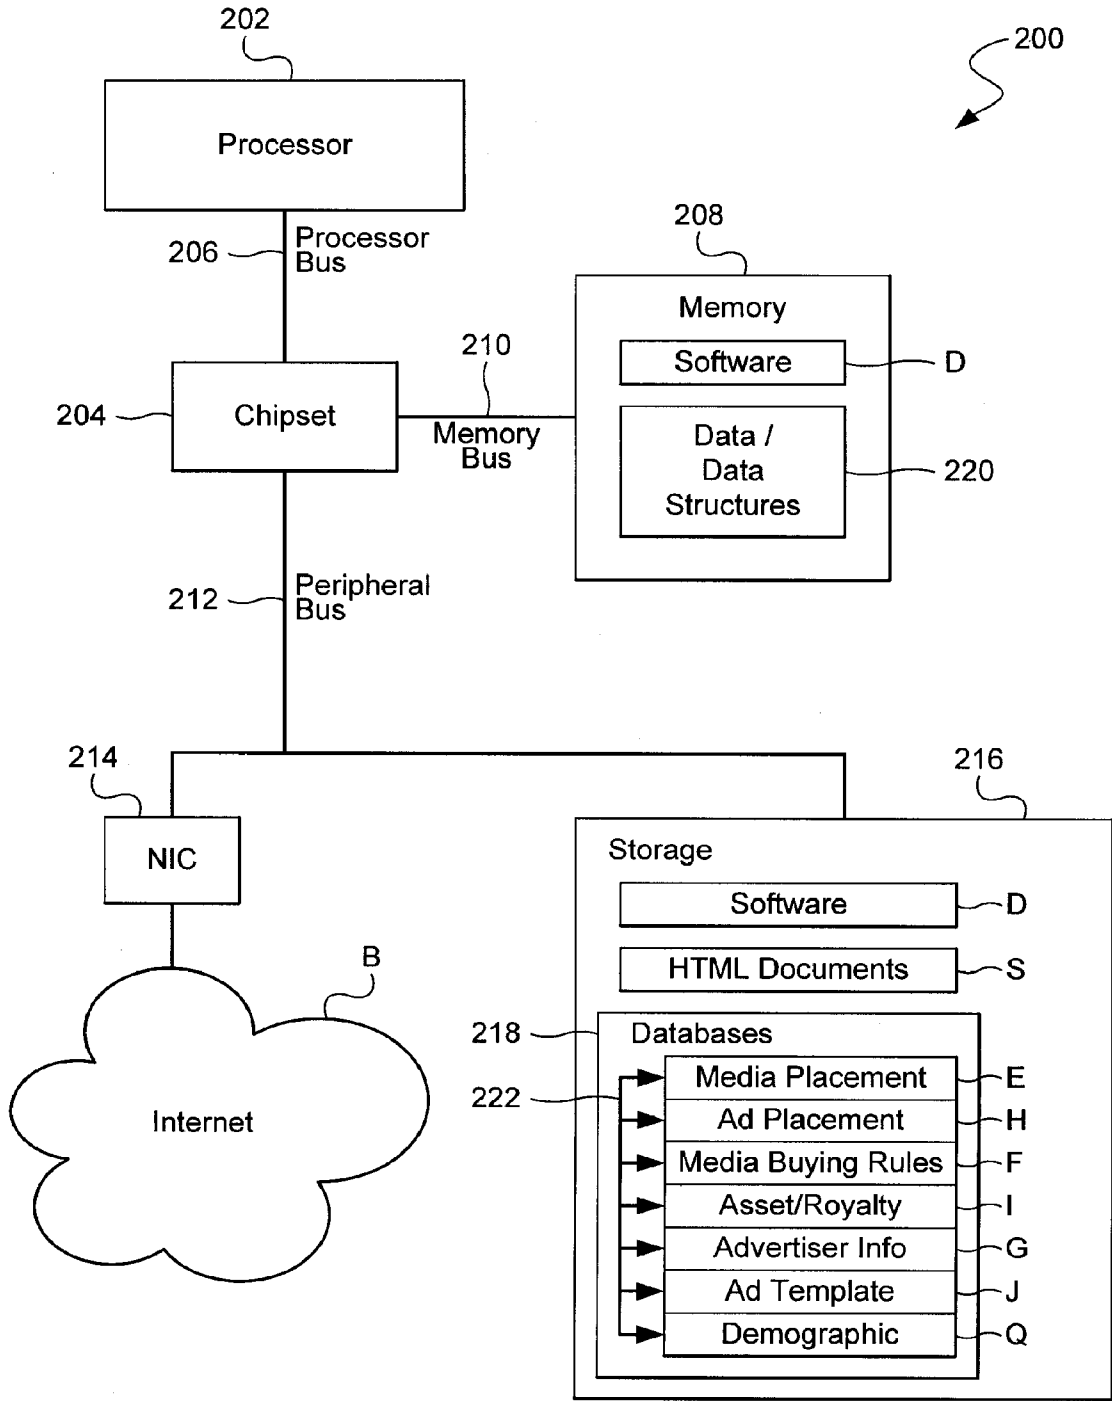 202
200
Processor
208
206
Processor
Bus
Memory
210
Software
D
204
Chipset
Memory
Bus
Data /
Data
Structures
220
212
Peripheral
Bus
214
216
NIC
Storage
Software
D
B
HTML Documents
S
218
Databases
222
Media Placement
E
Ad Placement
H
Internet
Media Buying Rules
F
Asset/Royalty
I
Advertiser Info
G
Ad Template
J
Demographic
Q